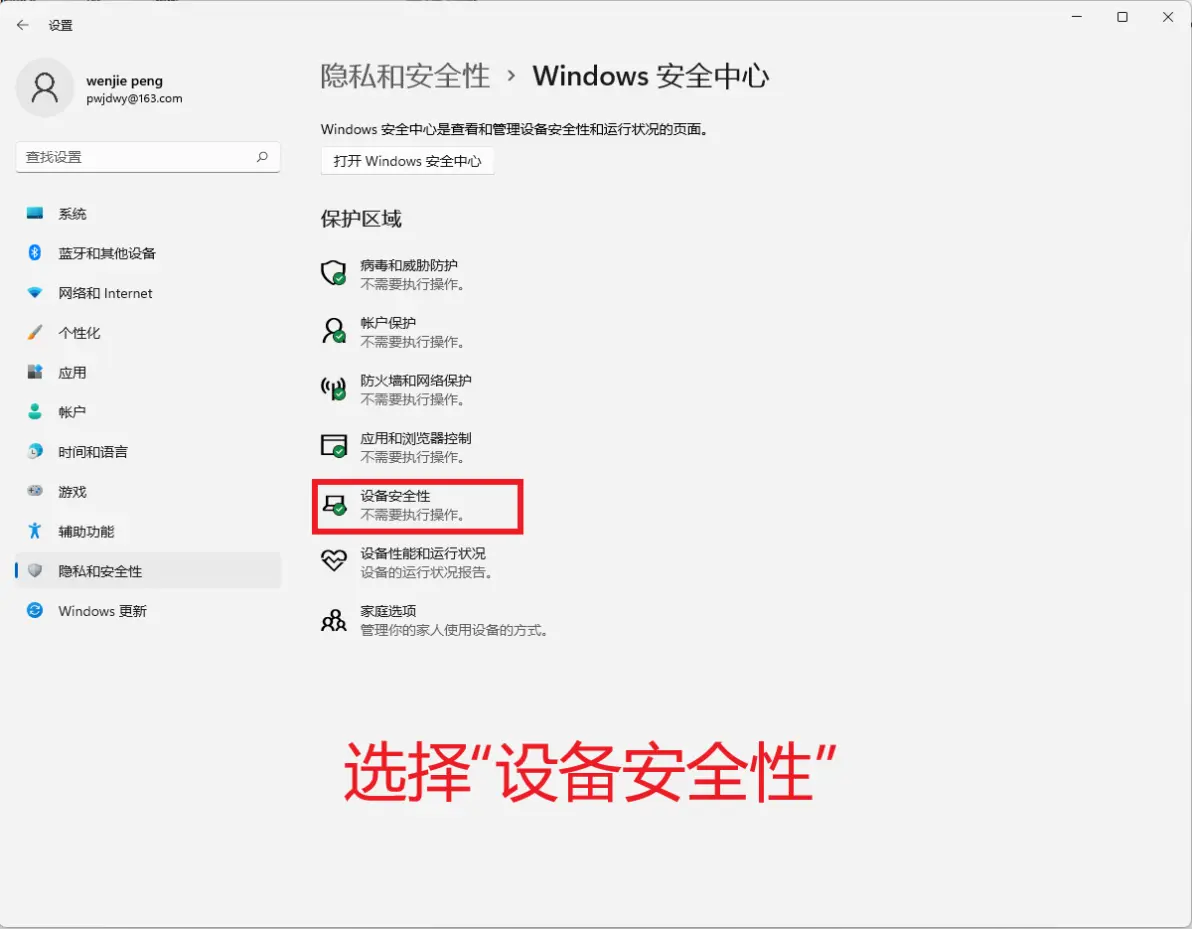 设置
wenjie peng
pwjdwy@163.com
查找设置
系统
蓝牙和其他设备
网络和 Internet
个性化
应用
帐户
时间和语言
游戏
辅助功能
隐私和安全性
Windows 更新
隐私和安全性 › Windows 安全中心
Windows 安全中心是查看和管理设备安全性和运行状况的页面。
打开 Windows 安全中心
保护区域
病毒和威胁防护
不需要执行操作。
帐户保护
不需要执行操作。
防火墙和网络保护
不需要执行操作。
应用和浏览器控制
不需要执行操作。
设备安全性
不需要执行操作。
设备性能和运行状况
设备的运行状况报告。
家庭选项
管理你的家人使用设备的方式。
选择“设备安全性”